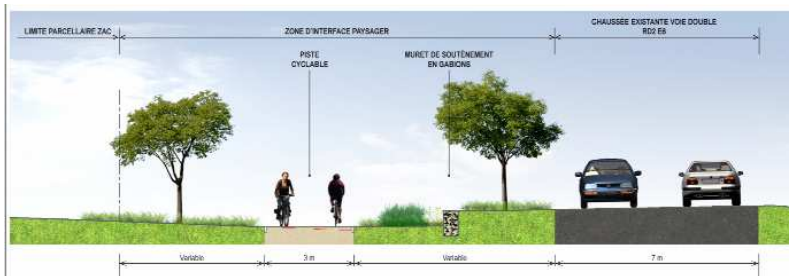 LIMITE PARCELLAIRE ZAC
ZONE D'INTERFACE PAYSAGER
CHAUSSÉE EXISTANTE VOIE DOUBLE
RD2 E6
PISTE
CYCLABLE
MURET DE SOUTÈNEMENT
EN GABIONS
Variable
3 m
Variable
7 m